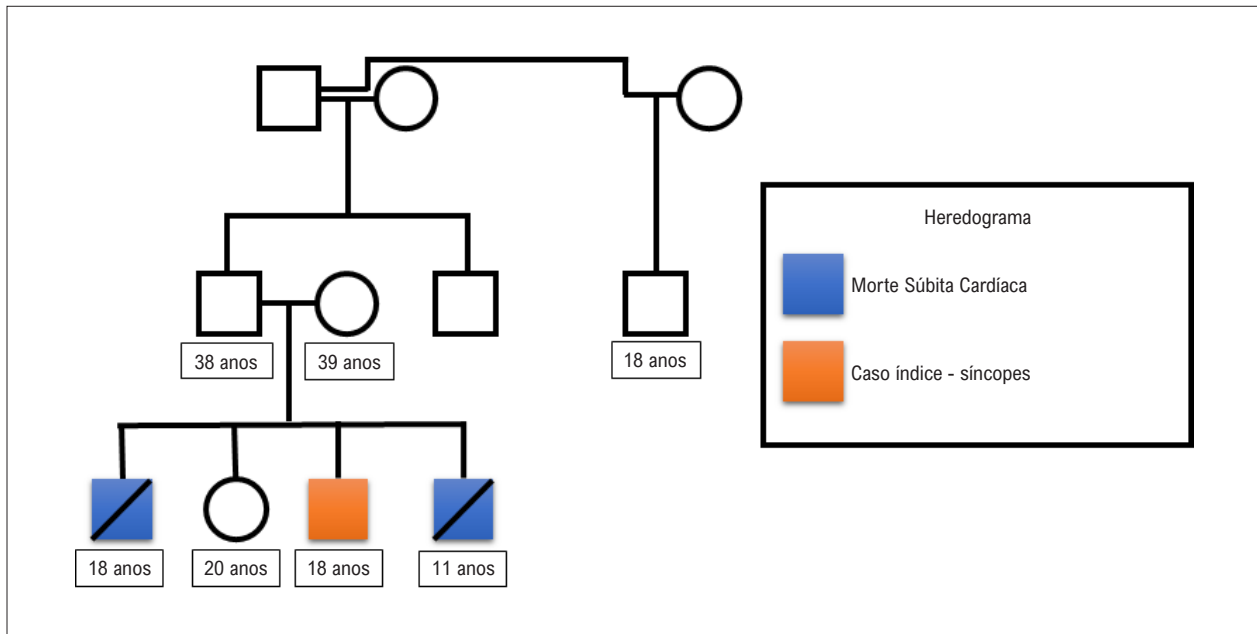 Heredograma
Morte Súbita Cardíaca
Caso índice - síncopes
38 anos
39 anos
18 anos
18 anos
20 anos
18 anos
11 anos